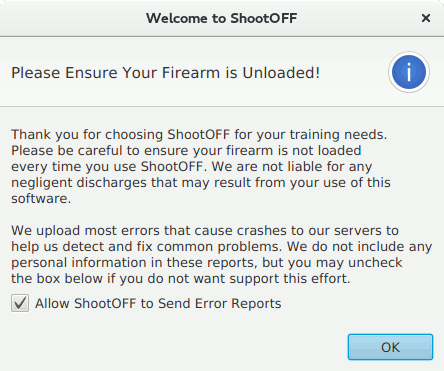 Welcome to ShootOFF
Please Ensure Your Firearm is Unloaded!
Thank you for choosing ShootOFF for your training needs.
Please be careful to ensure your firearm is not loaded
every time you use ShootOFF. We are not liable for any
negligent discharges that may result from your use of this
software.
We upload most errors that cause crashes to our servers to
help us detect and fix common problems. We do not include any
personal information in these reports, but you may uncheck
the box below if you do not want support this effort.
Allow ShootOFF to Send Error Reports
OK